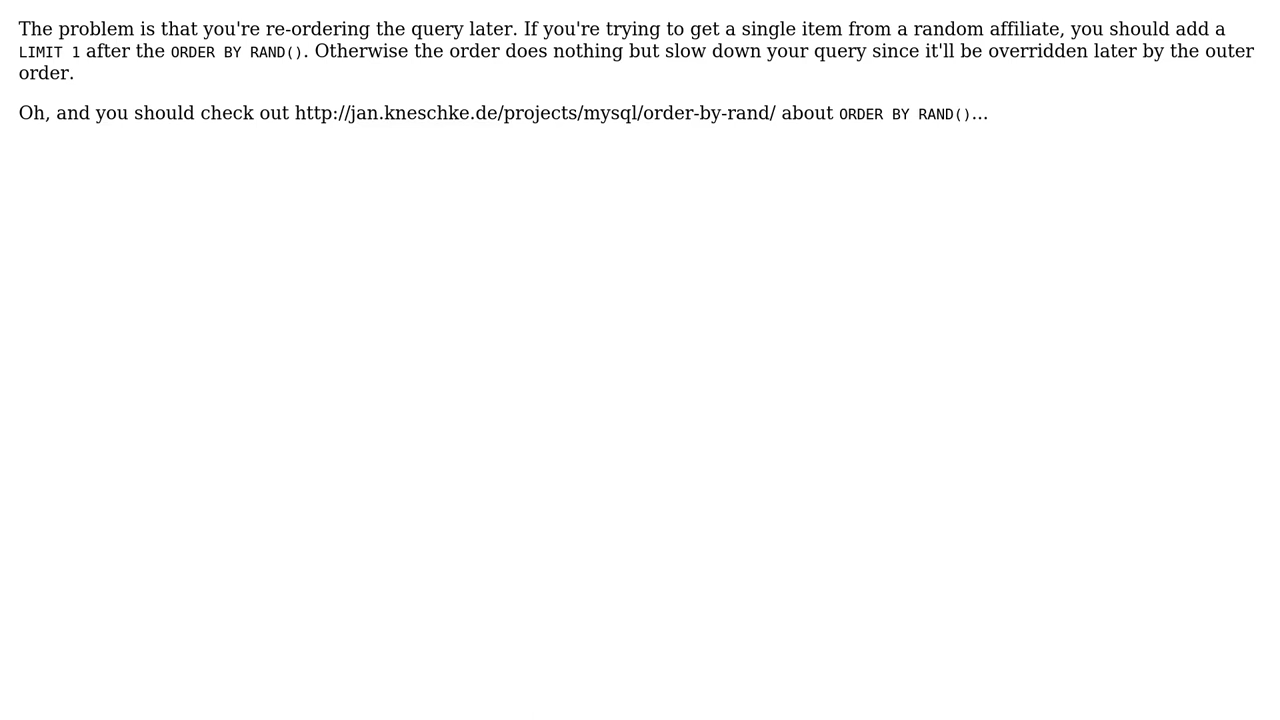 The problem is that you're re-ordering the query later. If you're trying to get a single item from a random affiliate, you should add a
LIMIT 1 after the ORDER BY RAND(). Otherwise the order does nothing but slow down your query since it'll be overridden later by the outer
order.
Oh, and you should check out http://jan.kneschke.de/projects/mysql/order-by-rand/ about ORDER BY RAND()...